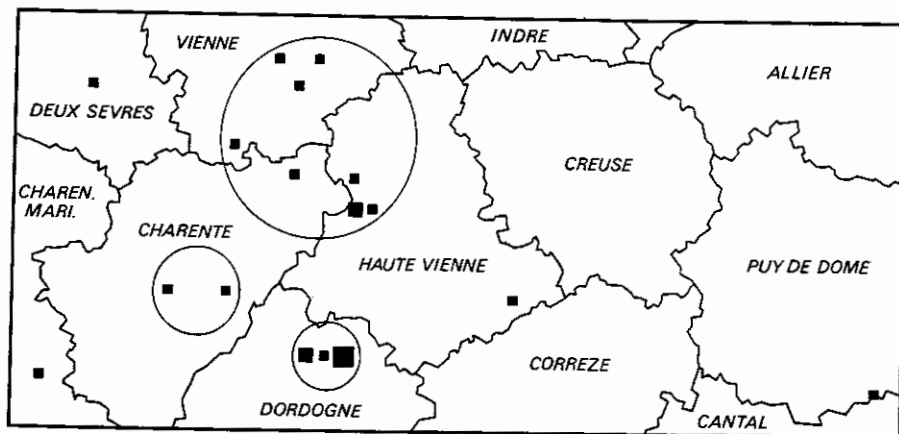 VIENNE
INDRE
ALLIER
DEUX SEVRES
CREUSE
CHAREN.
MARI.
CHARENTE
HAUTE VIENNE
PUY DE DOME
CORREZE
DORDOGNE
CANTAL